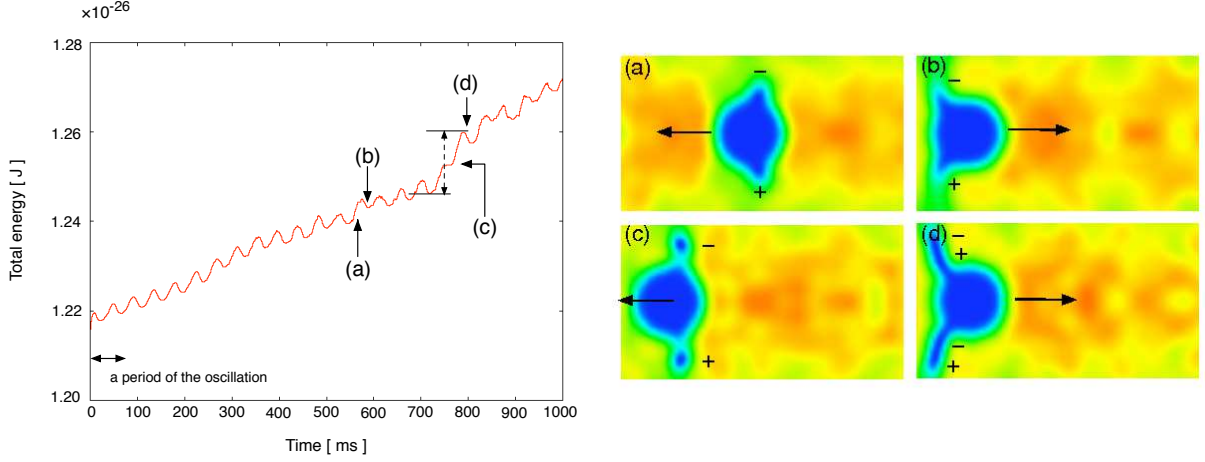 ×10^-26
Total energy [ J ]
1.28
1.26
1.24
1.22
1.20
(d)
(b)
(c)
(a)
a period of the oscillation
0 100 200 300 400 500 600 700 800 900 1000
Time [ ms ]
(a)
−
+
(b)
−
+
(c)
−
+
(d)
−
+
−
+